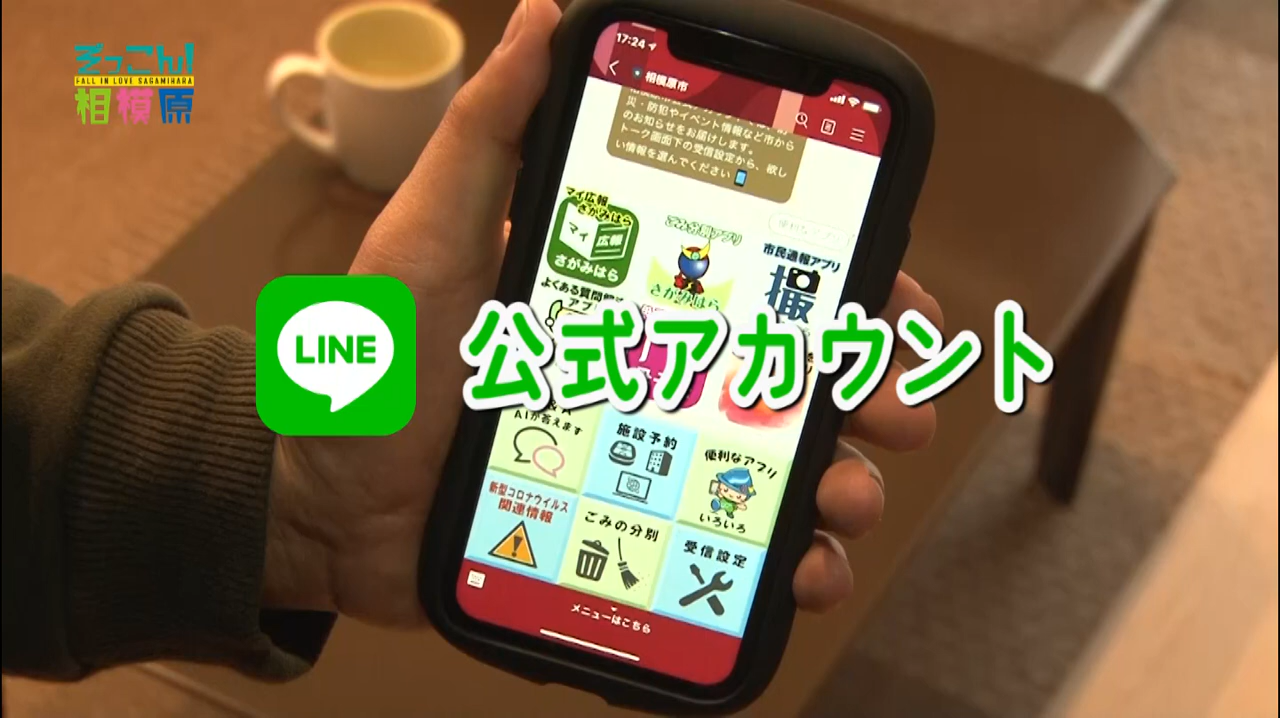 ぞっこん!
FALL IN LOVE SAGAMIHARA
相模原
17:24
相模原市
災・防犯やイベント情報など市から
のお知らせをお届けします。
トーク画面下の受信設定から、欲し
い情報を選んでください
マイ広報
さがみはら
マイ 広報
さがみはら
ごみ分別アプリ
さがみはら
便利なアプリ
市民通報アプリ
撮
よくある質問
LINE
公式アカウント
AIが答えます
施設予約
便利なアプリ
いろいろ
新型コロナウイルス
関連情報
ごみの分別
受信設定
メニューはこちら